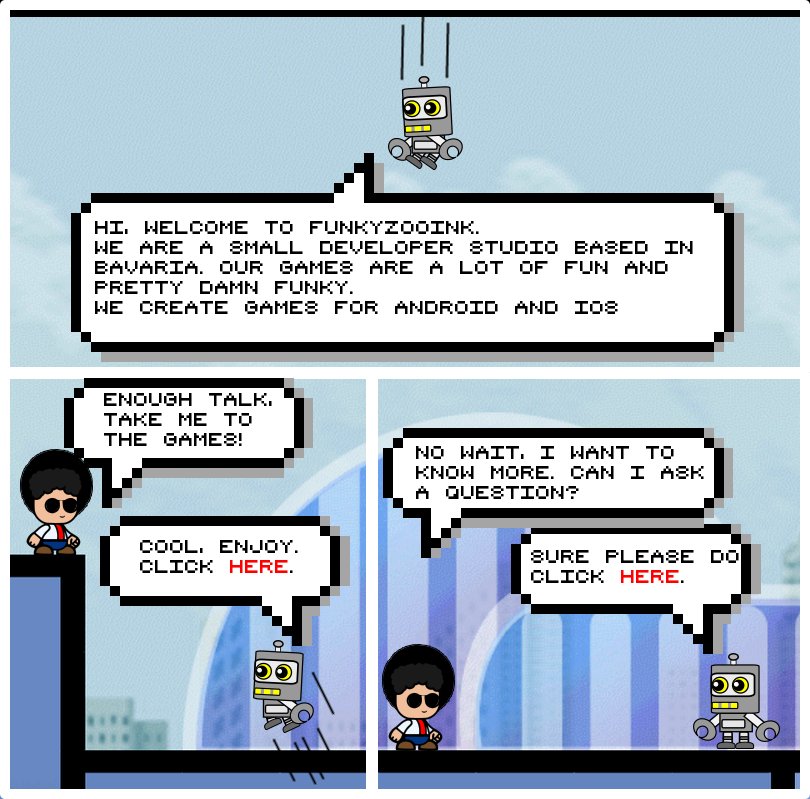 HI, WELCOME TO FUNKYZOOINK.
WE ARE A SMALL DEVELOPER STUDIO BASED IN
BAVARIA. OUR GAMES ARE A LOT OF FUN AND
PRETTY DAMN FUNKY.
WE CREATE GAMES FOR ANDROID AND IOS
ENOUGH TALK,
TAKE ME TO
THE GAMES!
COOL, ENJOY.
CLICK HERE.
NO WAIT, I WANT TO
KNOW MORE. CAN I ASK
A QUESTION?
SURE PLEASE DO
CLICK HERE.